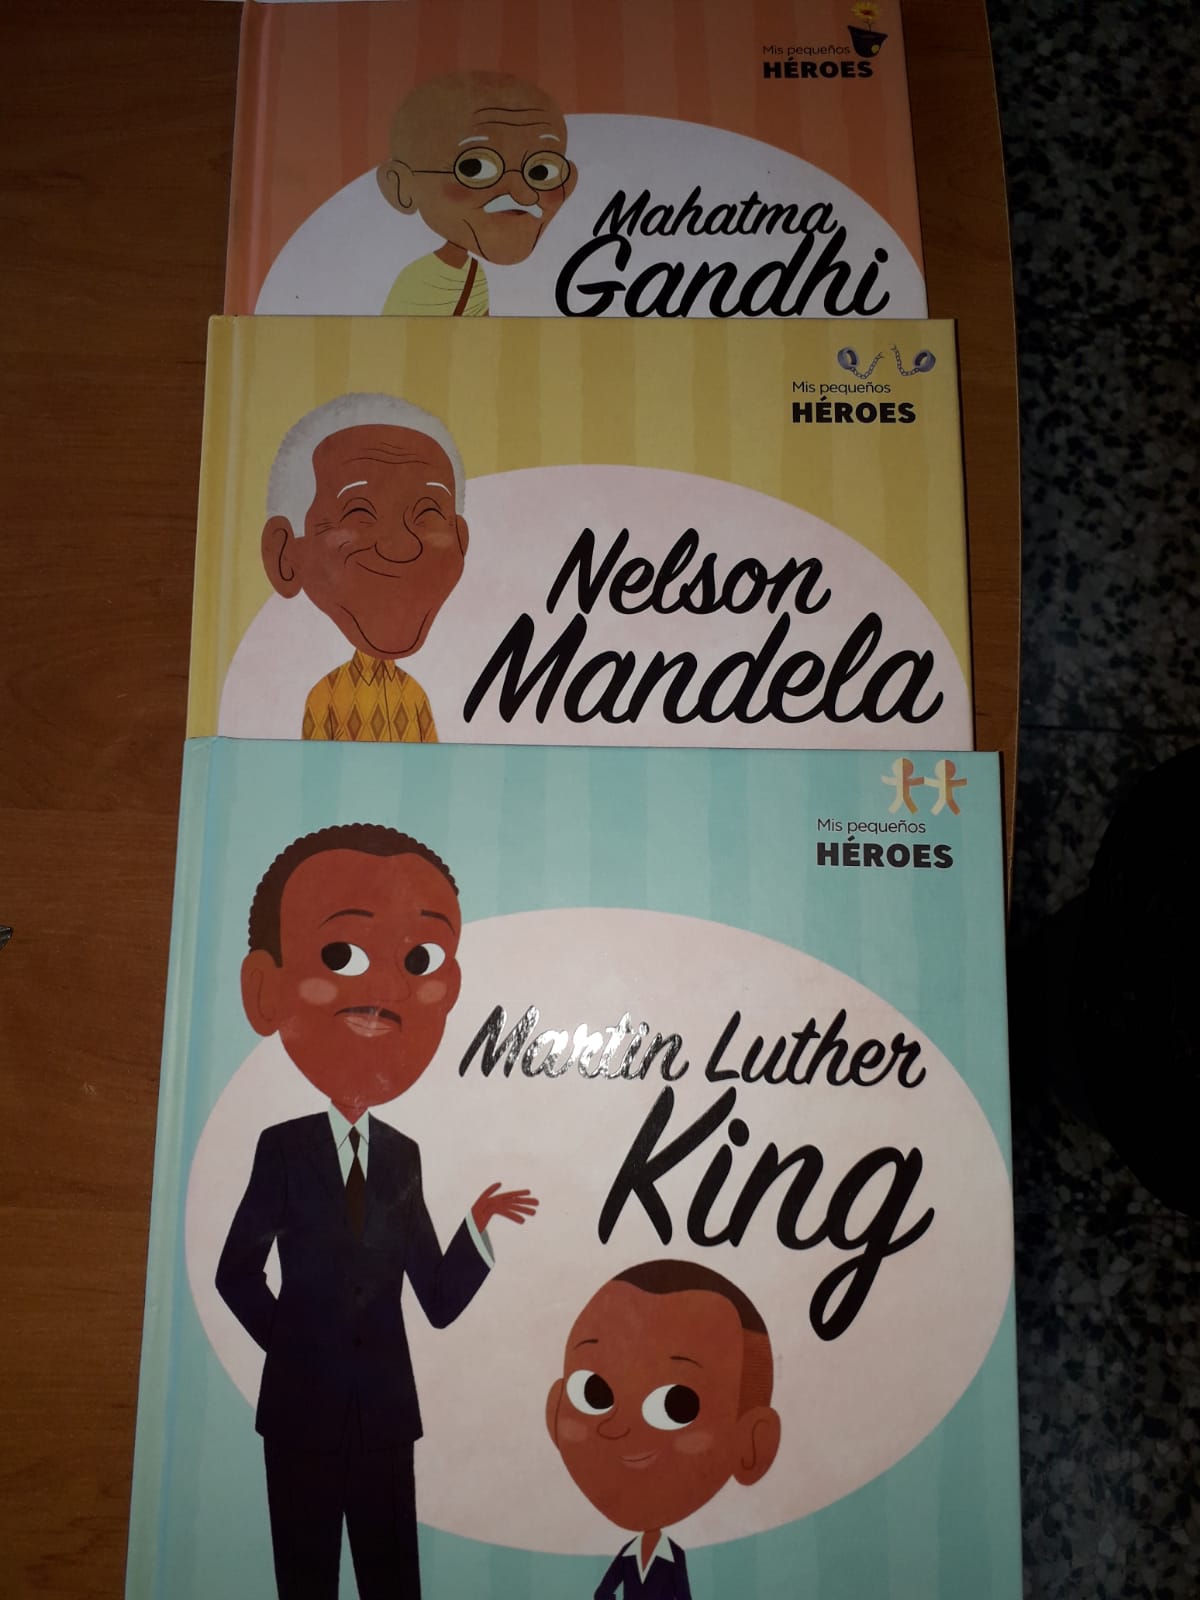 Mis pequeños
HÉROES
Mahatma
Gandhi
Mis pequeños
HÉROES
Nelson
Mandela
Mis pequeños
HÉROES
Martin Luther
King